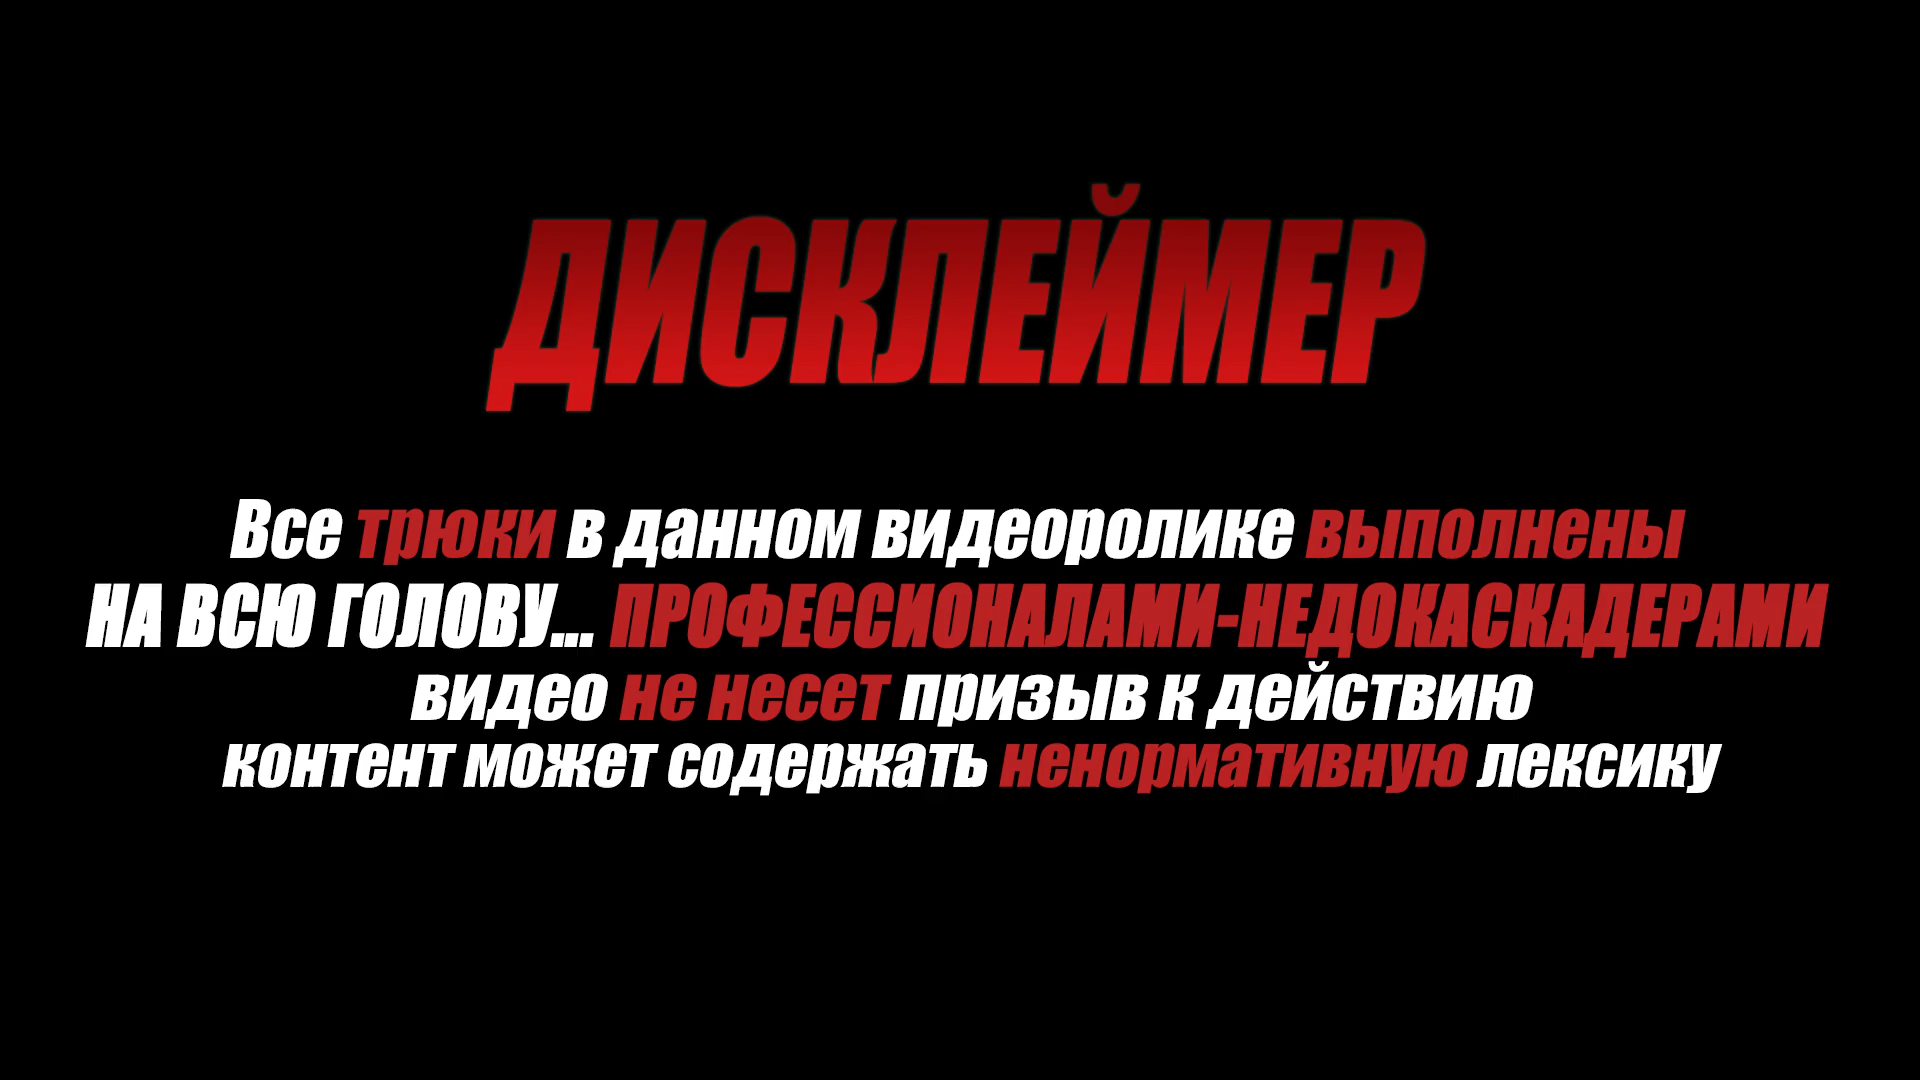 ДИСКЛЕЙМЕР
Все трюки в данном видеоролике выполнены
НА ВСЮ ГОЛОВУ... ПРОФЕССИОНАЛАМИ-НЕДОКАСКАДЕРАМИ
видео не несет призыв к действию
контент может содержать ненормативную лексику